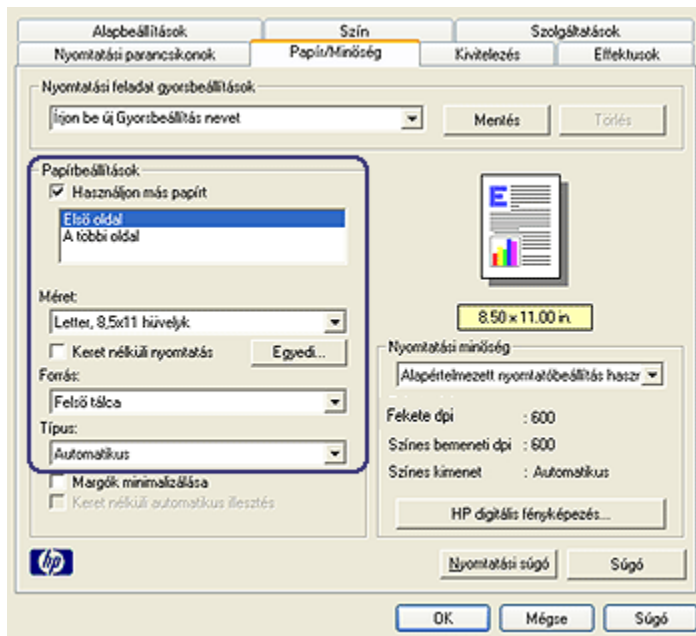 Alapbeállítások
Szín
Szolgáltatások
Nyomtatási parancsikonok
Papír/Minőség
Kivitelezés
Effektusok
Nyomtatási feladat gyorsbeállítások
Írjon be új Gyorsbeállítás nevet
Mentés
Törlés
Papírbeállítások
Használjon más papírt
Első oldal
A többi oldal
Méret:
Letter, 8,5x11 hüvelyk
Keret nélküli nyomtatás
Egyedi...
Forrás:
Felső tálca
Típus:
Automatikus
Margók minimalizálása
Keret nélküli automatikus illesztés
E
8.50 × 11.00 in.
Nyomtatási minőség
Alapértelmezett nyomtatóbeállítás haszr
Fekete dpi : 600
Színes bemeneti dpi : 600
Színes kimenet : Automatikus
HP digitális fényképezés...
hp
Nyomtatási súgó
Súgó
OK
Mégse
Súgó